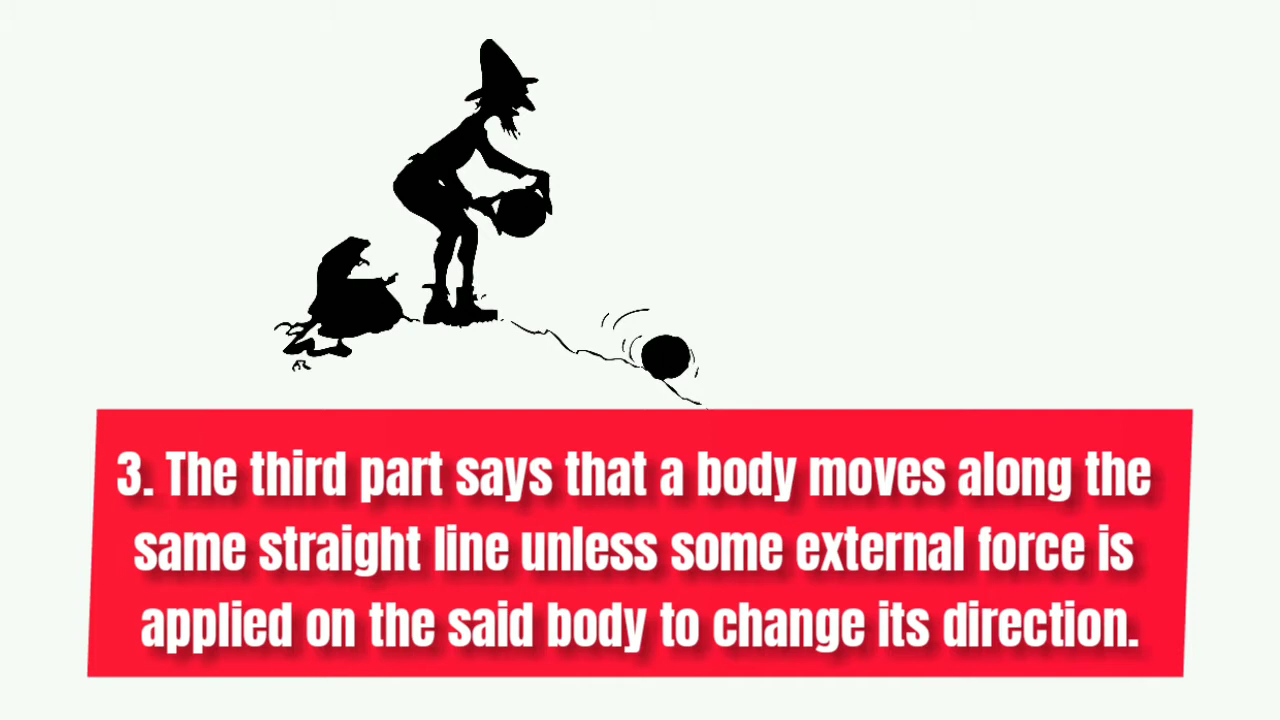 3. The third part says that a body moves along the
same straight line unless some external force is
applied on the said body to change its direction.